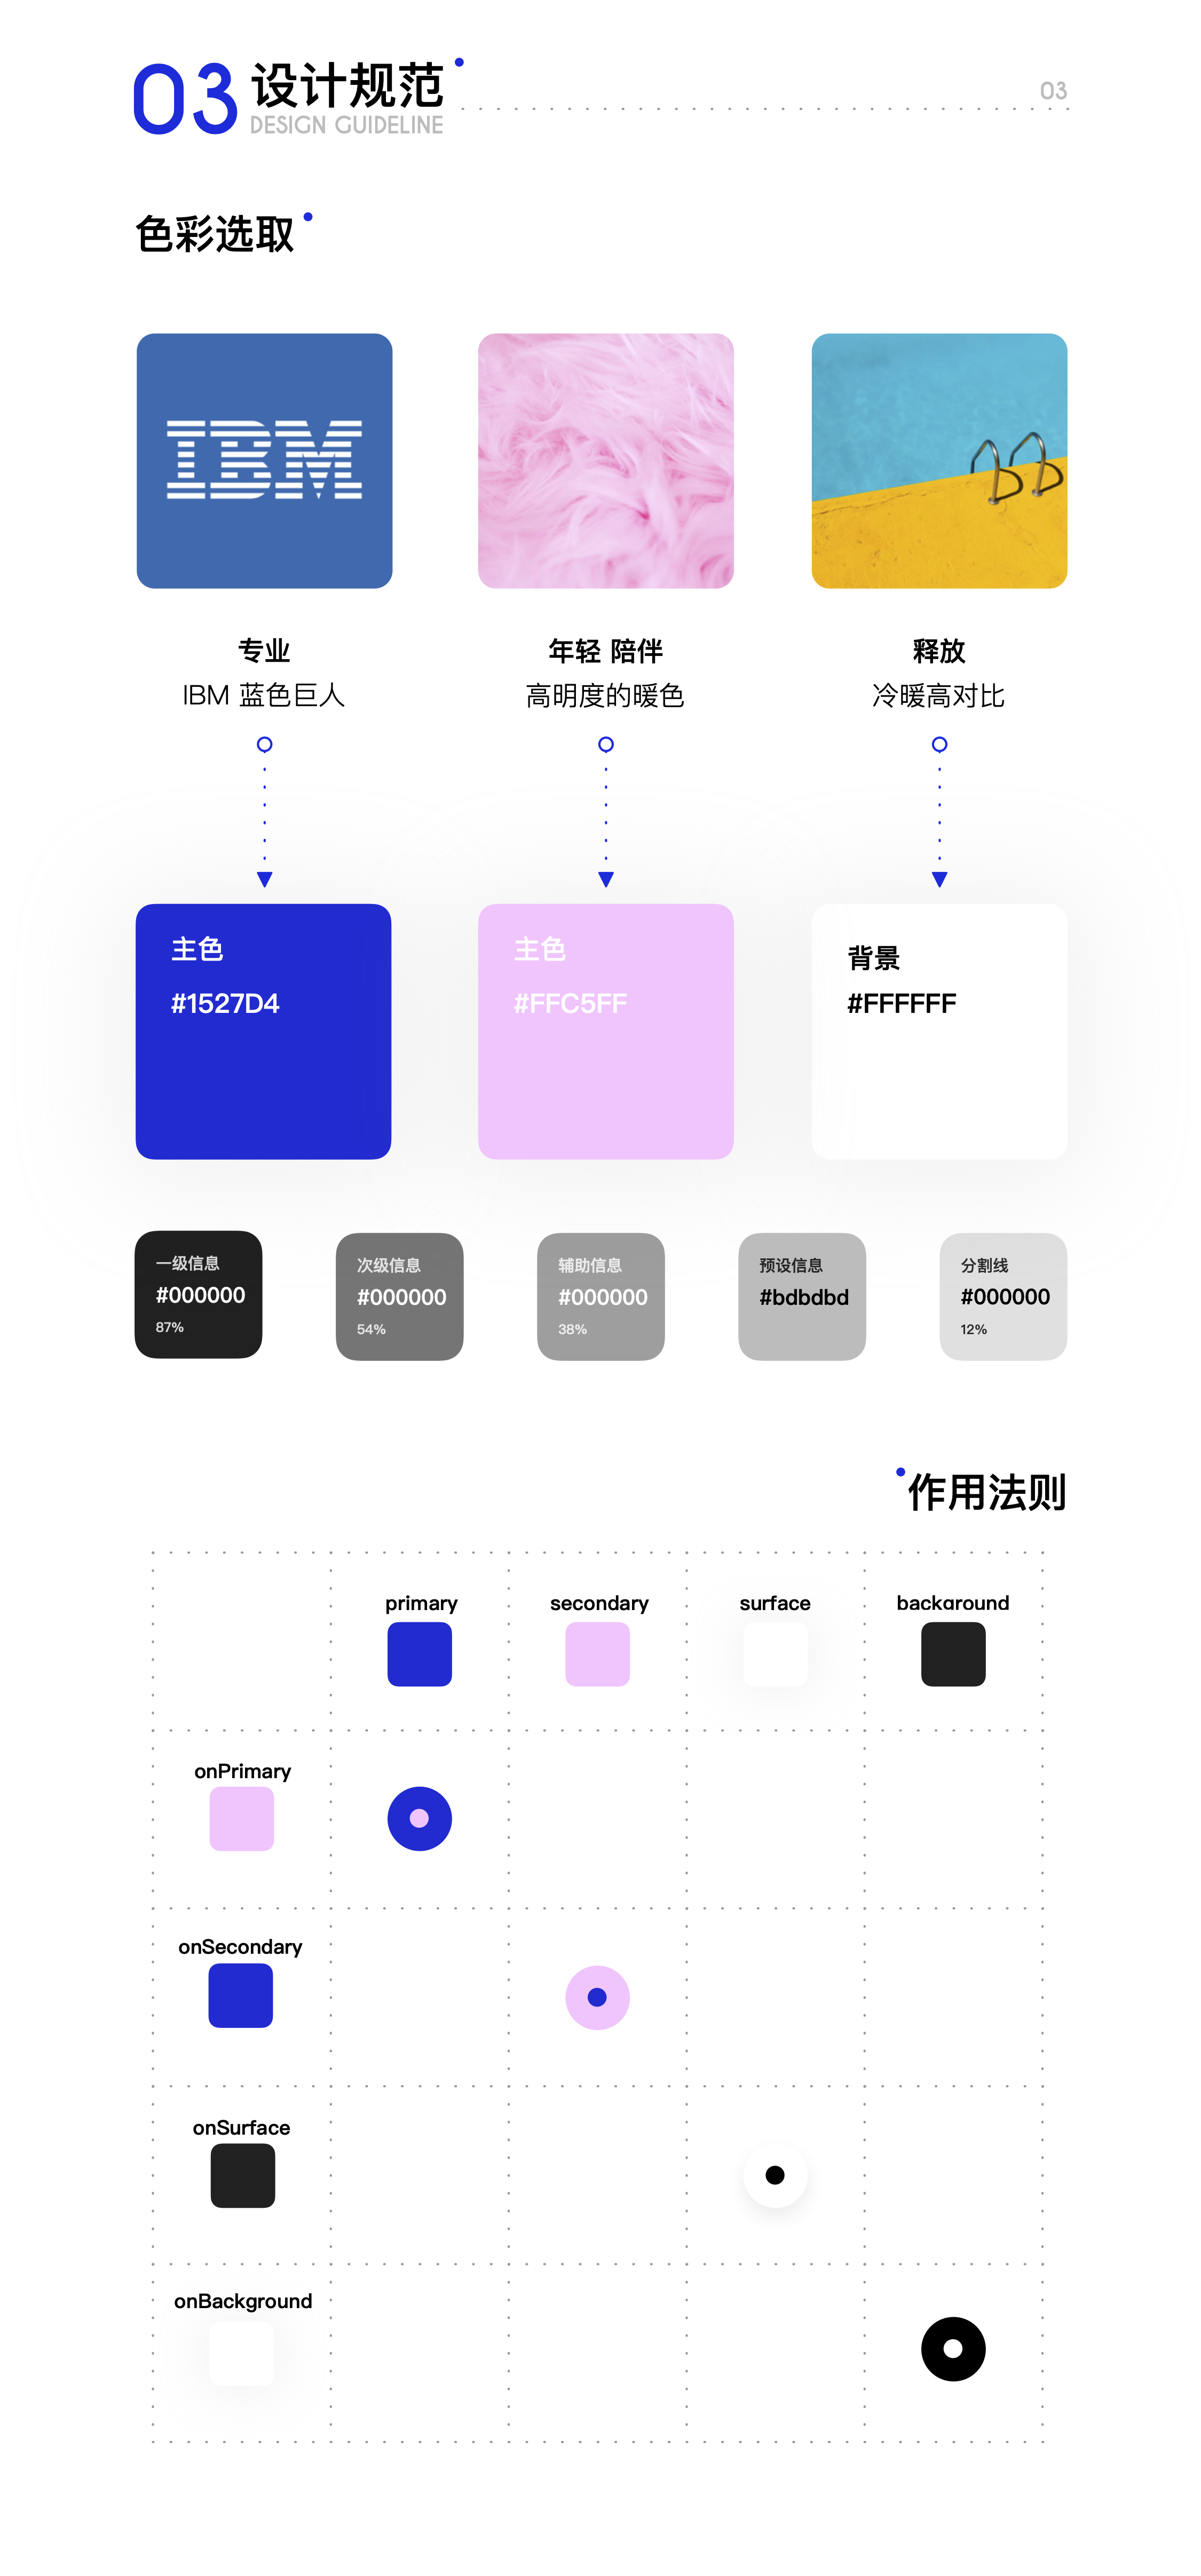 03 设计规范
DESIGN GUIDELINE
03
色彩选取
IBM
专业
IBM 蓝色巨人
年轻 陪伴
高明度的暖色
释放
冷暖高对比
主色
#1527D4
主色
#FFC5FF
背景
#FFFFFF
一级信息
#000000
87%
次级信息
#000000
54%
辅助信息
#000000
38%
预设信息
#bdbdbd
分割线
#000000
12%
作用法则
primary
secondary
surface
background
onPrimary
onSecondary
onSurface
onBackground